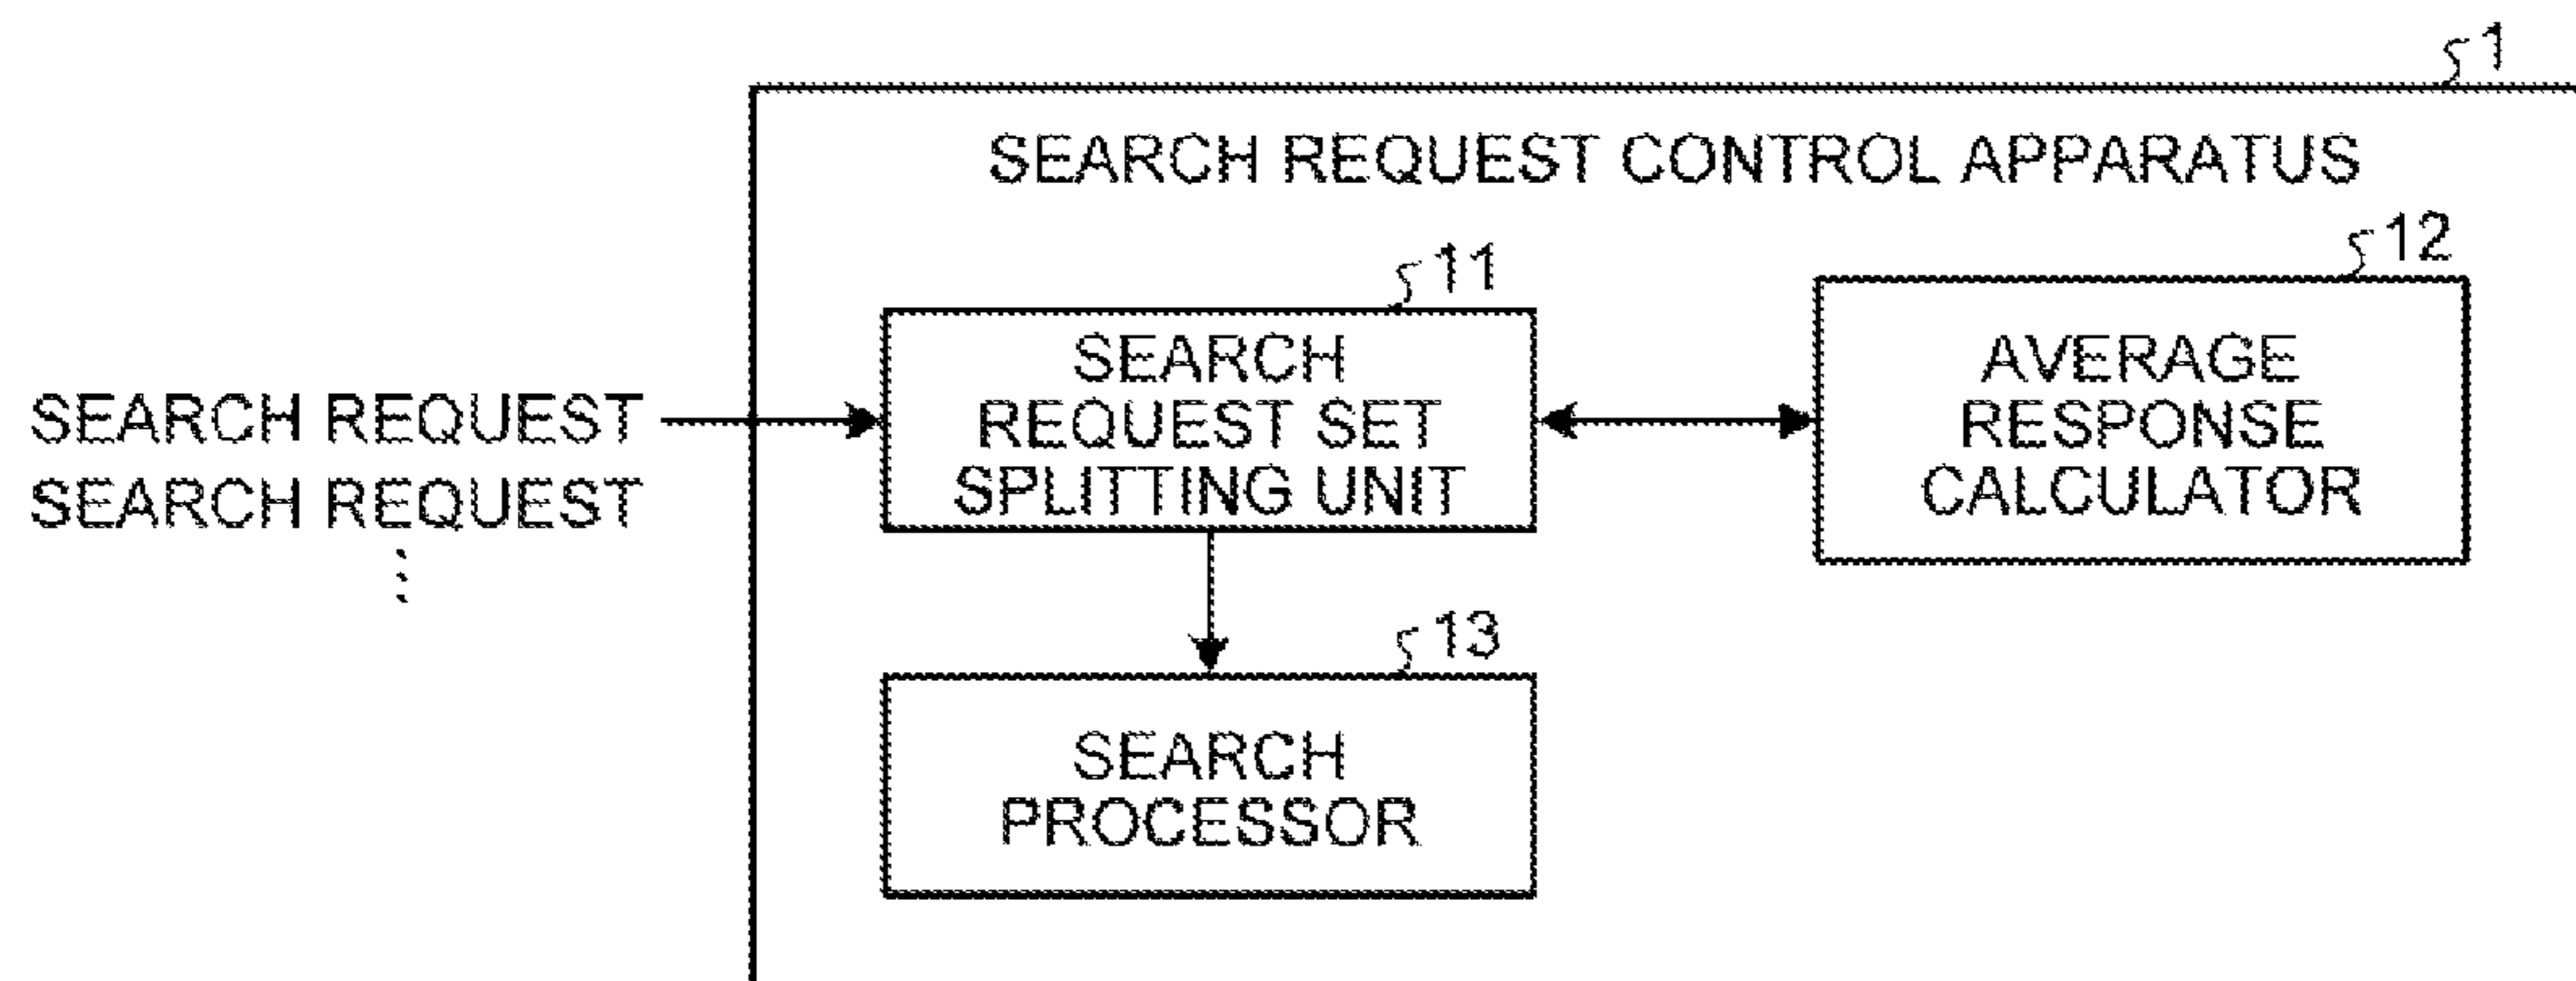 1
SEARCH REQUEST CONTROL APPARATUS
11
12
SEARCH
REQUEST SET
SPLITTING UNIT
AVERAGE
RESPONSE
CALCULATOR
SEARCH REQUEST
SEARCH REQUEST
⋮
13
SEARCH
PROCESSOR